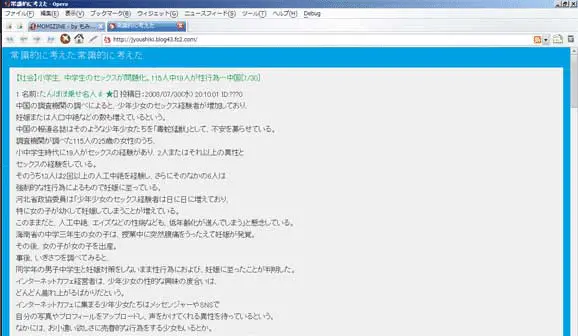 常識的に考えた - Opera
ファイル(F) 編集(E) 表示(V) ブックマーク(B) ウィジェット(G) ニュースフィード(S) ツール(T) ヘルプ(H) Debug
MOMIZINE - by もみ...
常識的に考えた
http://jyoushiki.blog43.fc2.com/
常識的に考えた 常識的に考えた
【社会】小学生、中学生のセックスが問題化。115人中19人が性行為―中国[7/30]
1 名前：たんぽぽ乗せ名人♯ ★[] 投稿日：2008/07/30(水) 20:10:01 ID:???0
中国の調査機関の調べによると、少年少女のセックス経験者が増加しており、
妊娠または人口中絶などの数も増えているという。
中国の報道各誌はそのような少年少女たちを「毒蛇猛獣」として、不安を募らせている。
調査機関が調べた115人の25歳の女性のうち、
小中学生時代に19人がセックスの経験があり、2人またはそれ以上の異性と
セックスの経験をしている。
そのうち13人は2回以上の人工中絶を経験し、さらにそのなかの6人は
強制的な性行為によるもので妊娠に至っている。
河北省政協委員は「少年少女のセックス経験者は日に日に増えており、
特に女の子が幼くして妊娠してしまうことが増えている。
このままだと、人工中絶、エイズなどの性病なども、低年齢化が進んでしまう」と懸念している。
海南省の中学三年生の女の子は、授業中に突然腹痛をうったえて妊娠が発覚。
その後、女の子が女の子を出産。
事後、いきさつを調べてみると、
同学年の男子中学生と妊娠対策をしないまま性行為におよび、妊娠に至ったことが判明した。
インターネットカフェ経営者は、少年少女の性的な興味の度合いは、
どんどん膨れ上がるばかりだという。
インターネットカフェに集まる少年少女たちはメッセンジャーやSNSで
自分の写真やプロフィールをアップロードし、声をかけてくれる異性を待っているという。
なかには、お小遣い欲しさに売春的な行為をする少女もいるとか。